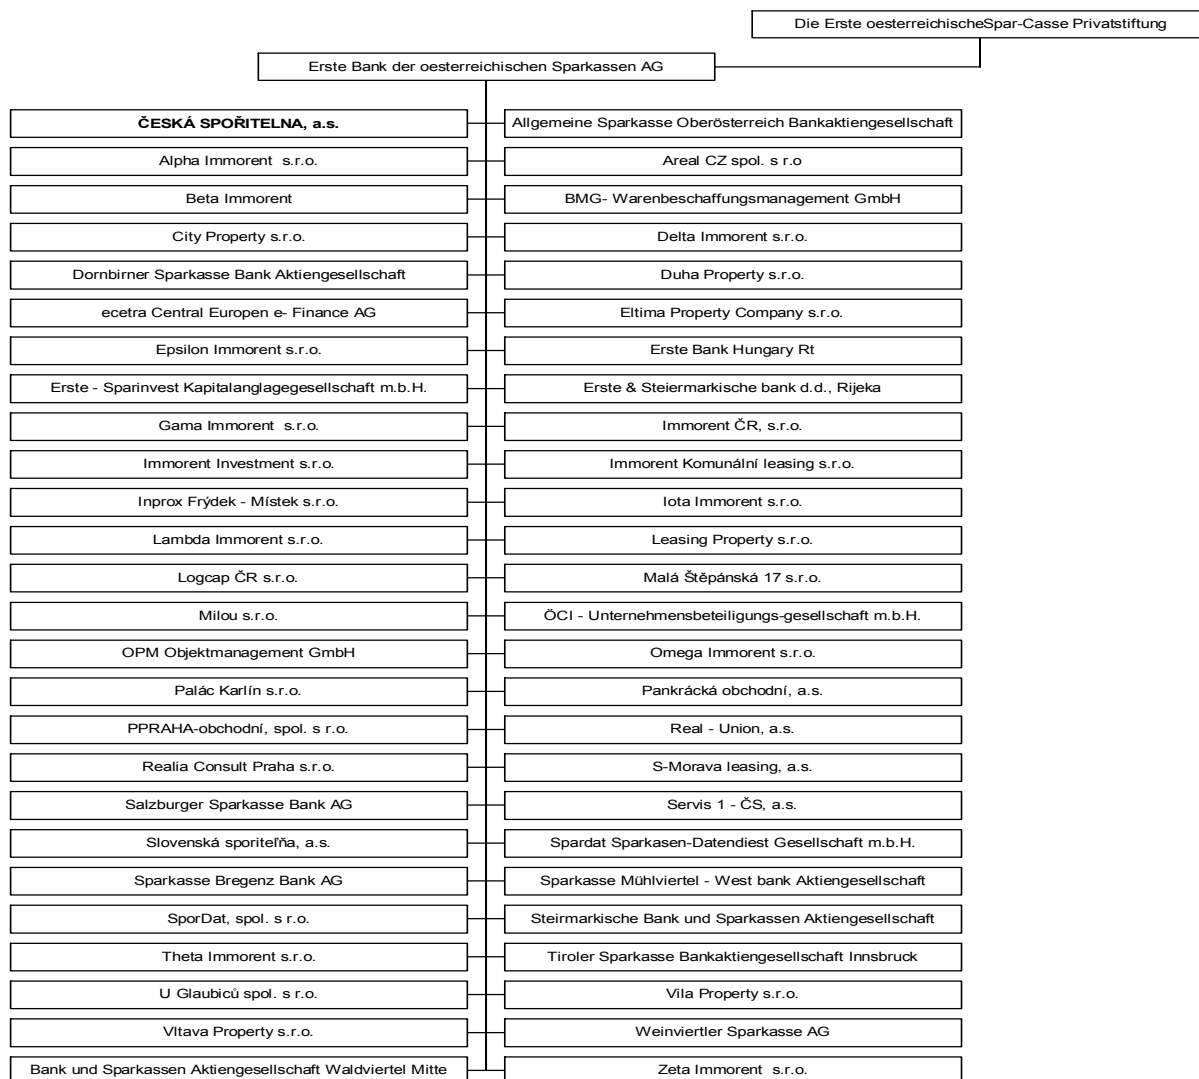 Die Erste oesterreichischeSpar-Casse Privatstiftung
Erste Bank der oesterreichischen Sparkassen AG
ČESKÁ SPOŘITELNA, a.s.
Allgemeine Sparkasse Oberösterreich Bankaktiengesellschaft
Alpha Immorent s.r.o.
Areal CZ spol. s r.o
Beta Immorent
BMG- Warenbeschaffungsmanagement GmbH
City Property s.r.o.
Delta Immorent s.r.o.
Dornbirner Sparkasse Bank Aktiengesellschaft
Duha Property s.r.o.
ecetra Central Europen e- Finance AG
Eltima Property Company s.r.o.
Epsilon Immorent s.r.o.
Erste Bank Hungary Rt
Erste - Sparinvest Kapitalanglagegesellschaft m.b.H.
Erste & Steiermarkische bank d.d., Rijeka
Gama Immorent s.r.o.
Immorent ČR, s.r.o.
Immorent Investment s.r.o.
Immorent Komunální leasing s.r.o.
Inprox Frýdek - Místek s.r.o.
Iota Immorent s.r.o.
Lambda Immorent s.r.o.
Leasing Property s.r.o.
Logcap ČR s.r.o.
Malá Štěpánská 17 s.r.o.
Milou s.r.o.
ÖCI - Unternehmensbeteiligungs-gesellschaft m.b.H.
OPM Objektmanagement GmbH
Omega Immorent s.r.o.
Palác Karlín s.r.o.
Pankrácká obchodní, a.s.
PPRAHA-obchodní, spol. s r.o.
Real - Union, a.s.
Realia Consult Praha s.r.o.
S-Morava leasing, a.s.
Salzburger Sparkasse Bank AG
Servis 1 - ČS, a.s.
Slovenská sporiteľňa, a.s.
Spardat Sparkasen-Datendiest Gesellschaft m.b.H.
Sparkasse Bregenz Bank AG
Sparkasse Mühlviertel - West bank Aktiengesellschaft
SporDat, spol. s r.o.
Steirmarkische Bank und Sparkassen Aktiengesellschaft
Theta Immorent s.r.o.
Tiroler Sparkasse Bankaktiengesellschaft Innsbruck
U Glaubiců spol. s r.o.
Vila Property s.r.o.
Vltava Property s.r.o.
Weinviertler Sparkasse AG
Bank und Sparkassen Aktiengesellschaft Waldviertel Mitte
Zeta Immorent s.r.o.